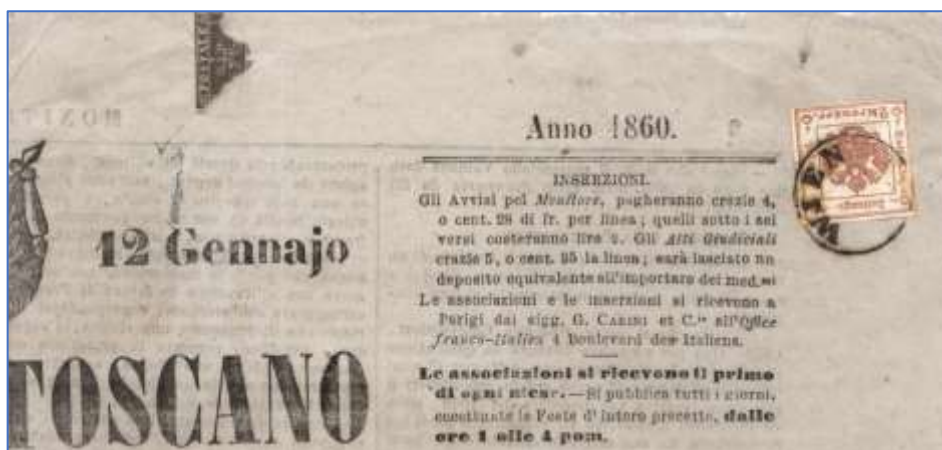 Anno 1860.
INSERZIONI.
Gli Avvisi pel Monitore, pagheranno crazie 4,
o cent. 28 di fr. per linea; quelli sotto i sei
versi costeranno lire 2. Gli Atti Giudiciali
crazie 5, o cent. 35 la linea; sarà lasciato un
deposito equivalente all'importare dei med.mi
Le associazioni e le inserzioni si ricevono a
Parigi dai sigg. G. CARINI et C.ie all'Office
franco-italien 4 Boulevard des Italiens.
Le associazioni si ricevono il primo
di ogni mese.—Si pubblica tutti i giorni,
eccettuate le Feste d'intero precetto, dalle
ore 1 alle 4 pom.
12 Gennajo
TOSCANO
WIEN